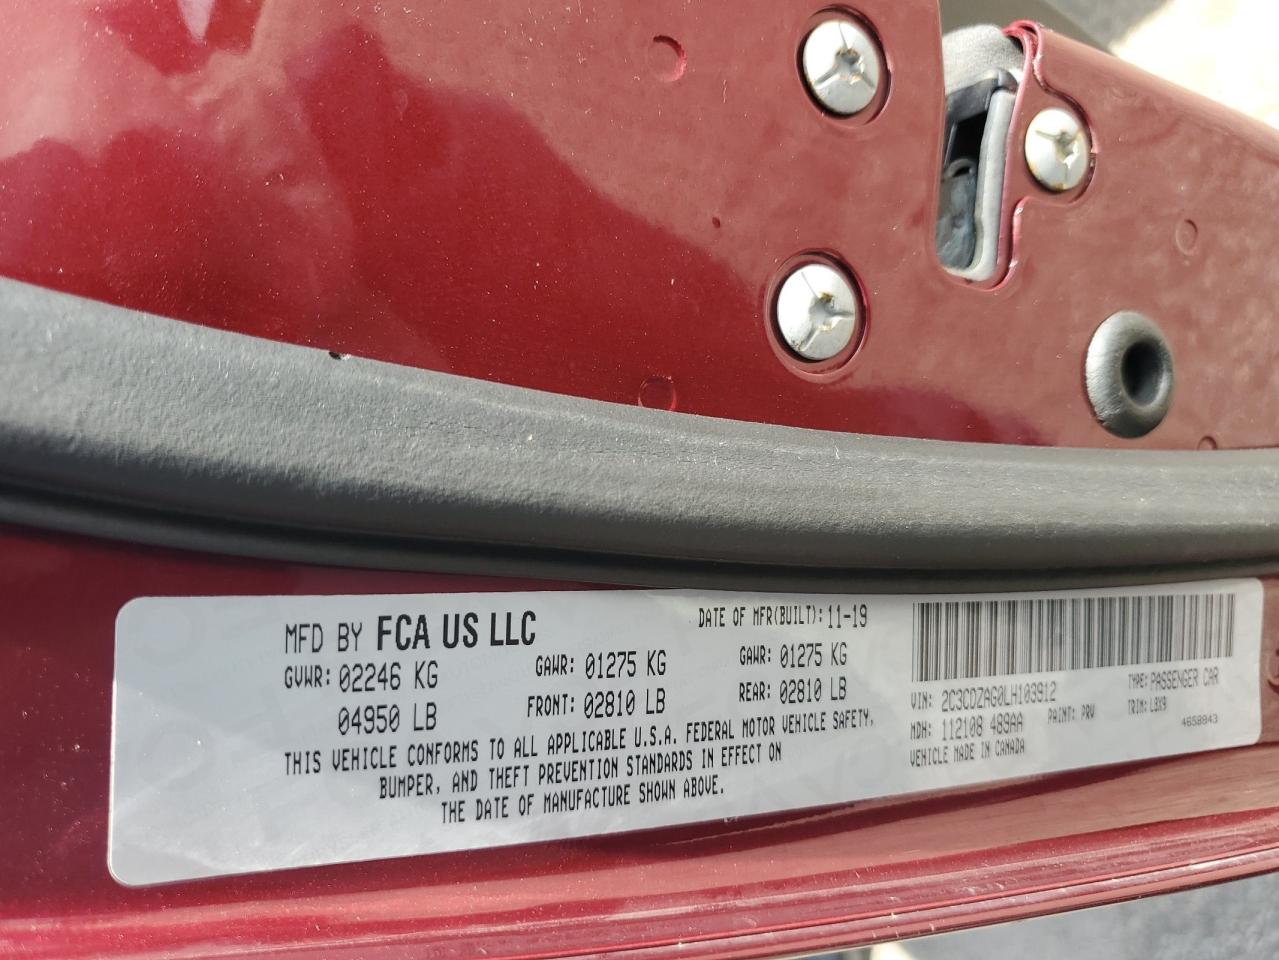 MFD BY FCA US LLC
DATE OF MFR(BUILT): 11-19
GVWR: 02246 KG
04950 LB
GAWR: 01275 KG
FRONT: 02810 LB
GAWR: 01275 KG
REAR: 02810 LB
THIS VEHICLE CONFORMS TO ALL APPLICABLE U.S.A. FEDERAL MOTOR VEHICLE SAFETY,
BUMPER, AND THEFT PREVENTION STANDARDS IN EFFECT ON
THE DATE OF MANUFACTURE SHOWN ABOVE.
VIN: 2C3CDZAG0LH103912
TYPE: PASSENGER CAR
MDH: 112108 489AA
PAINT: PRV
TRIM: LBX9
VEHICLE MADE IN CANADA
4658843